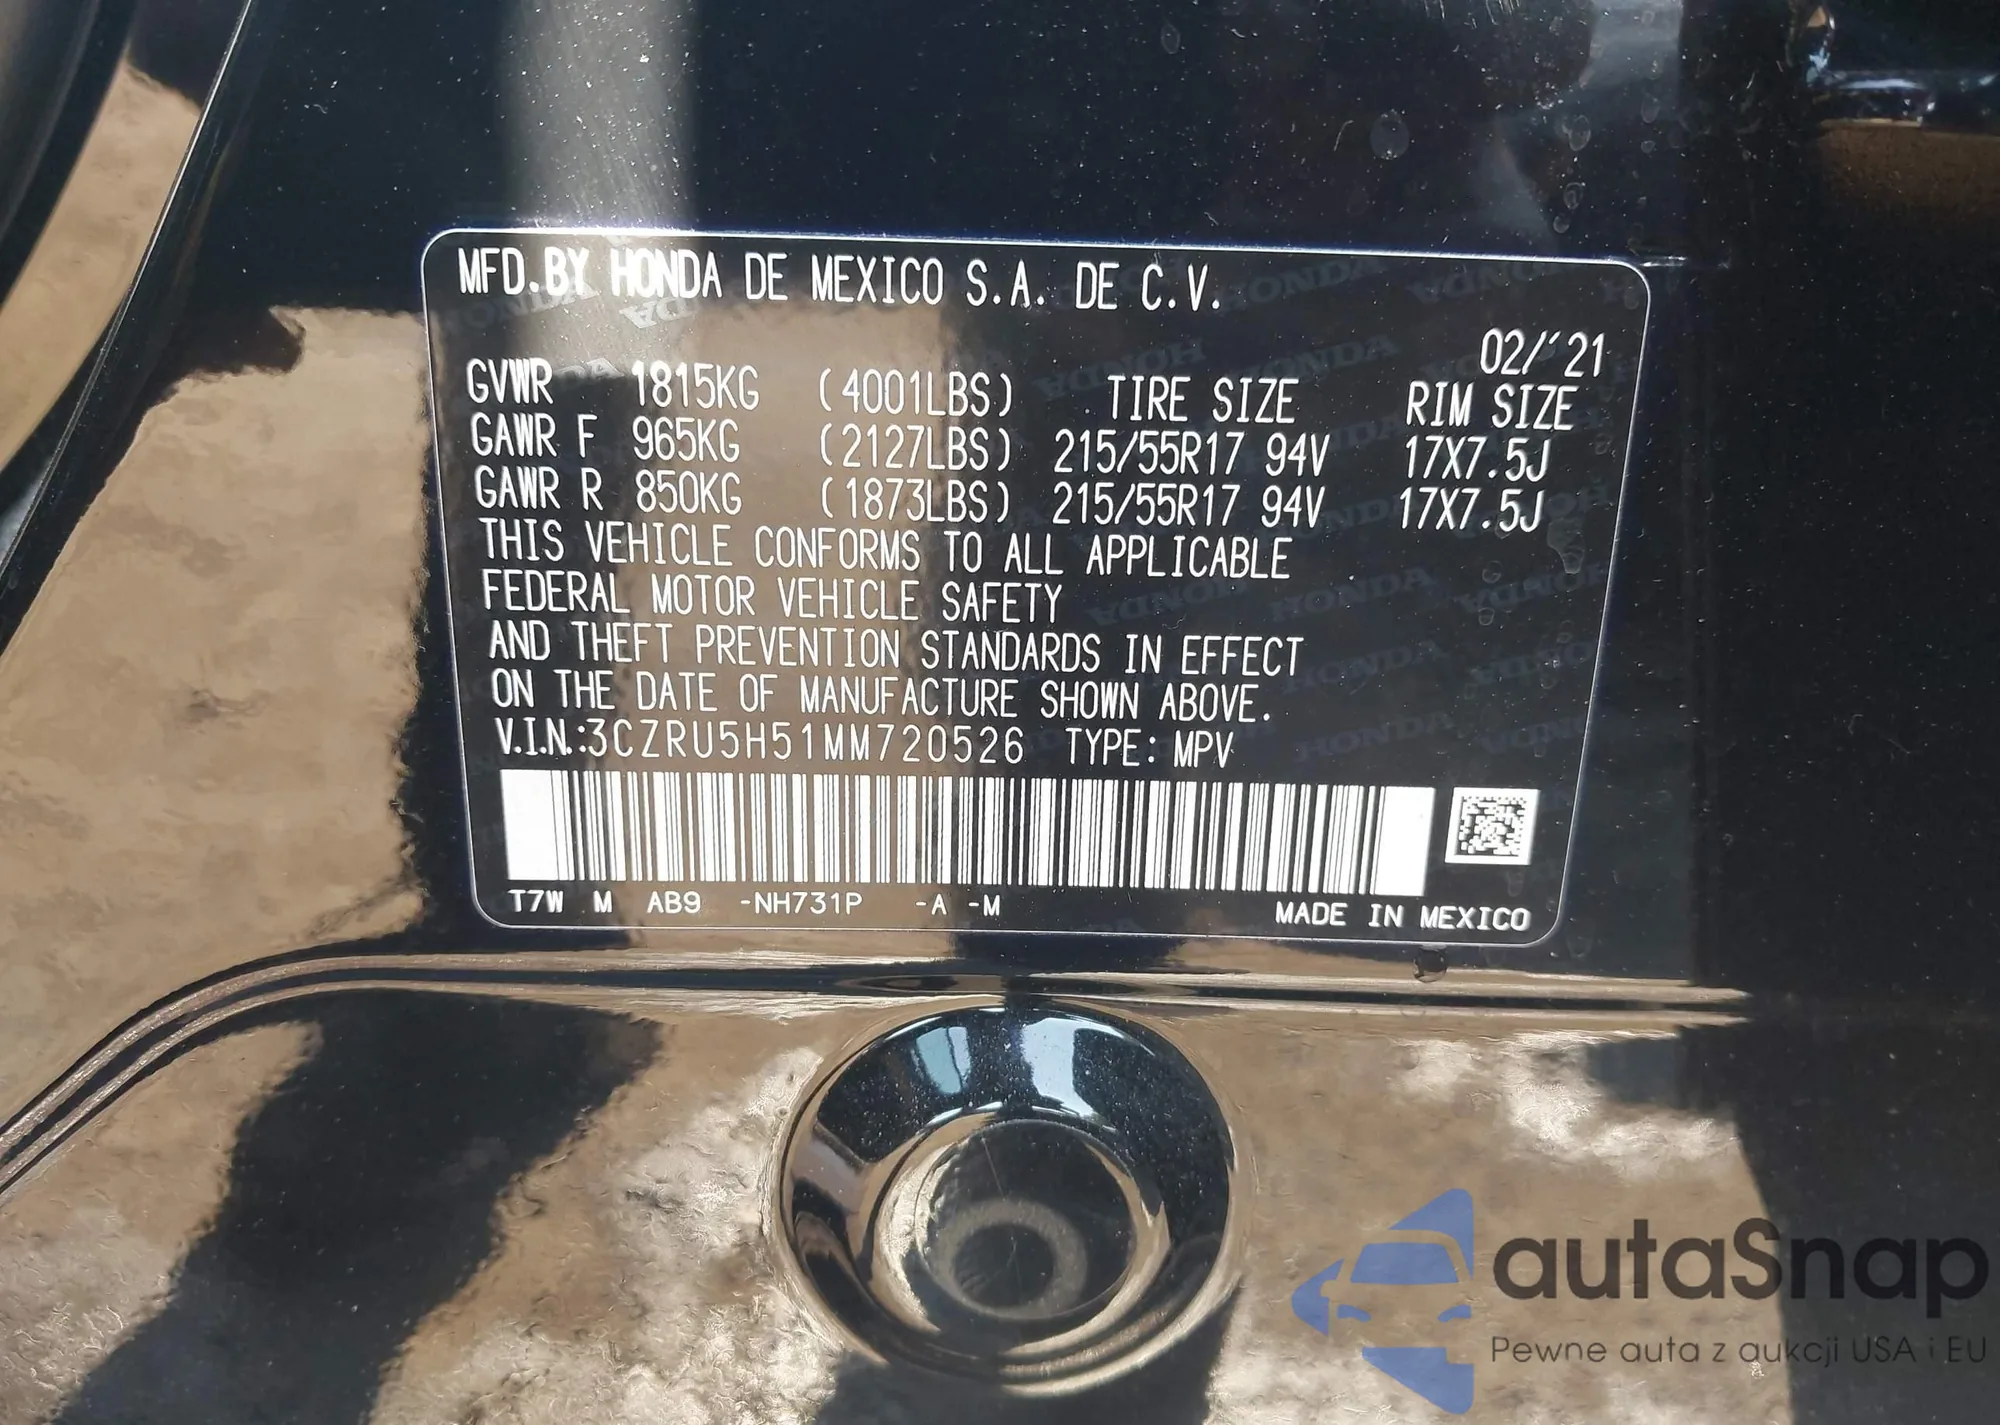 MFD.BY HONDA DE MEXICO S.A. DE C.V.
02/'21
GVWR 1815KG (4001LBS) TIRE SIZE RIM SIZE
GAWR F 965KG (2127LBS) 215/55R17 94V 17X7.5J
GAWR R 850KG (1873LBS) 215/55R17 94V 17X7.5J
THIS VEHICLE CONFORMS TO ALL APPLICABLE
FEDERAL MOTOR VEHICLE SAFETY
AND THEFT PREVENTION STANDARDS IN EFFECT
ON THE DATE OF MANUFACTURE SHOWN ABOVE.
V.I.N.:3CZRU5H51MM720526 TYPE: MPV
T7W M AB9 -NH731P -A -M MADE IN MEXICO
autaSnap
Pewne auta z aukcji USA i EU